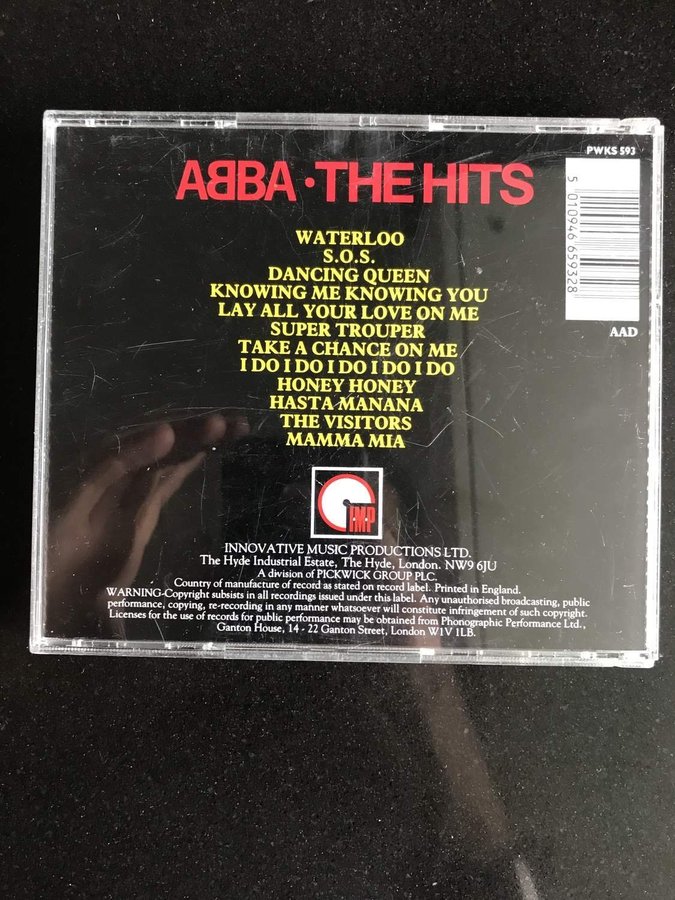 PWKS 593
ABBA · THE HITS
5 010946 659328
AAD
WATERLOO
S.O.S.
DANCING QUEEN
KNOWING ME KNOWING YOU
LAY ALL YOUR LOVE ON ME
SUPER TROUPER
TAKE A CHANCE ON ME
I DO I DO I DO I DO I DO
HONEY HONEY
HASTA MANANA
THE VISITORS
MAMMA MIA
IMP
INNOVATIVE MUSIC PRODUCTIONS LTD.
The Hyde Industrial Estate, The Hyde, London. NW9 6JU
A division of PICKWICK GROUP PLC.
Country of manufacture of record as stated on record label. Printed in England.
WARNING-Copyright subsists in all recordings issued under this label. Any unauthorised broadcasting, public
performance, copying, re-recording in any manner whatsoever will constitute infringement of such copyright.
Licenses for the use of records for public performance may be obtained from Phonographic Performance Ltd.,
Ganton House, 14 - 22 Ganton Street, London W1V 1LB.